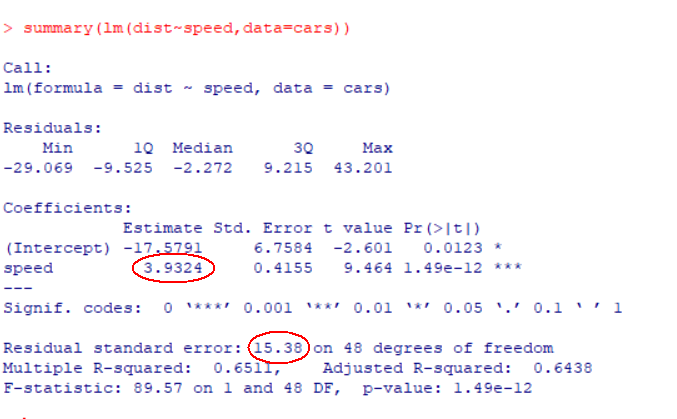 > summary(lm(dist~speed,data=cars))
Call:
lm(formula = dist ~ speed, data = cars)
Residuals:
    Min      1Q  Median      3Q     Max
-29.069  -9.525  -2.272   9.215  43.201
Coefficients:
            Estimate Std. Error t value Pr(>|t|)
(Intercept) -17.5791     6.7584  -2.601   0.0123 *
speed         3.9324     0.4155   9.464 1.49e-12 ***
---
Signif. codes:  0 ‘***’ 0.001 ‘**’ 0.01 ‘*’ 0.05 ‘.’ 0.1 ‘ ’ 1
Residual standard error: 15.38 on 48 degrees of freedom
Multiple R-squared:  0.6511,    Adjusted R-squared:  0.6438
F-statistic: 89.57 on 1 and 48 DF,  p-value: 1.49e-12